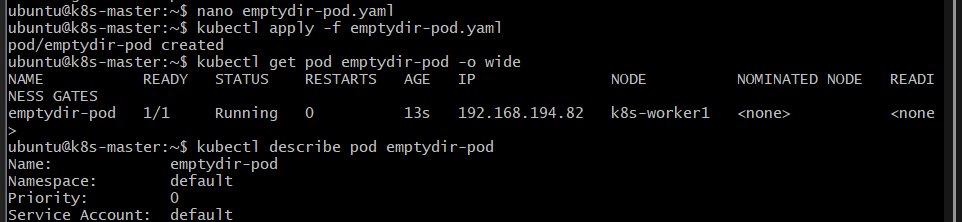 ubuntu@k8s-master:~$ nano emptydir-pod.yaml
ubuntu@k8s-master:~$ kubectl apply -f emptydir-pod.yaml
pod/emptydir-pod created
ubuntu@k8s-master:~$ kubectl get pod emptydir-pod -o wide
NAME           READY   STATUS    RESTARTS   AGE   IP               NODE          NOMINATED NODE   READI
NESS GATES
emptydir-pod   1/1     Running   0          13s   192.168.194.82   k8s-worker1   <none>           <none
>
ubuntu@k8s-master:~$ kubectl describe pod emptydir-pod
Name:             emptydir-pod
Namespace:        default
Priority:         0
Service Account:  default